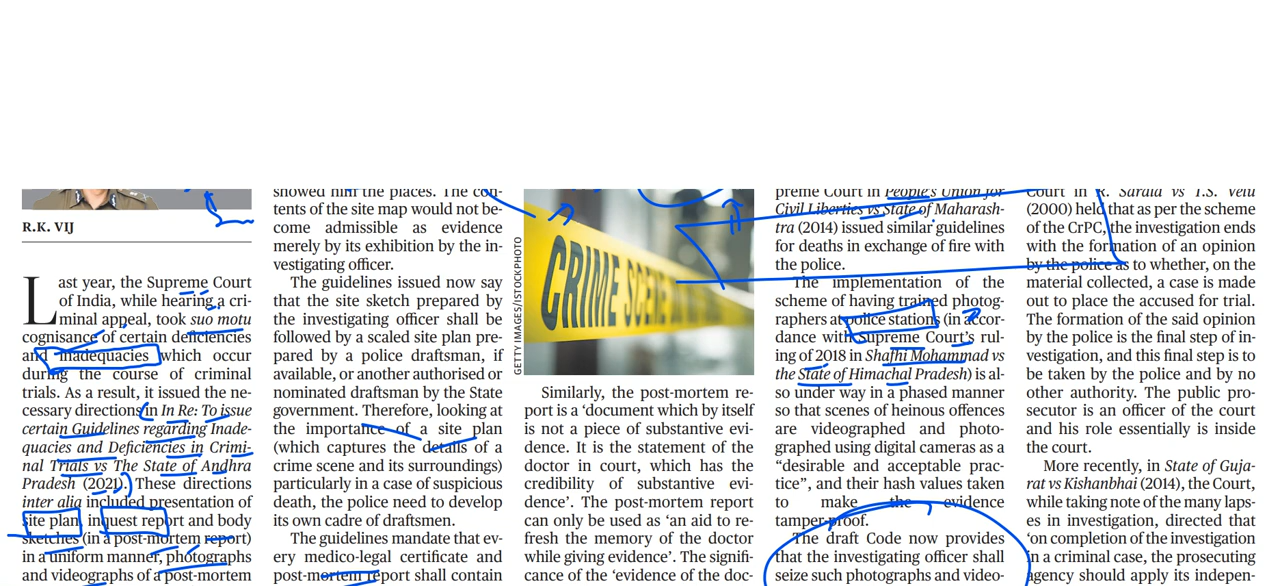 R.K. VIJ
Last year, the Supreme Court
of India, while hearing a cri-
minal appeal, took suo motu
cognisance of certain deficiencies
and inadequacies which occur
during the course of criminal
trials. As a result, it issued the ne-
cessary directions in In Re: To issue
certain Guidelines regarding Inade-
quacies and Deficiencies in Crimi-
nal Trials vs The State of Andhra
Pradesh (2021). These directions
inter alia included presentation of
site plan, inquest report and body
sketches (in a post-mortem report)
in a uniform manner, photographs
and videographs of a post-mortem
showed him the places. The con-
tents of the site map would not be-
come admissible as evidence
merely by its exhibition by the in-
vestigating officer.
The guidelines issued now say
that the site sketch prepared by
the investigating officer shall be
followed by a scaled site plan pre-
pared by a police draftsman, if
available, or another authorised or
nominated draftsman by the State
government. Therefore, looking at
the importance of a site plan
(which captures the details of a
crime scene and its surroundings)
particularly in a case of suspicious
death, the police need to develop
its own cadre of draftsmen.
The guidelines mandate that ev-
ery medico-legal certificate and
post-mortem report shall contain
GETTY IMAGES/ISTOCKPHOTO
CRIME SCENE
Similarly, the post-mortem re-
port is a ‘document which by itself
is not a piece of substantive evi-
dence. It is the statement of the
doctor in court, which has the
credibility of substantive evi-
dence’. The post-mortem report
can only be used as ‘an aid to re-
fresh the memory of the doctor
while giving evidence’. The signifi-
cance of the ‘evidence of the doc-
preme Court in People's Union for
Civil Liberties vs State of Maharash-
tra (2014) issued similar guidelines
for deaths in exchange of fire with
the police.
The implementation of the
scheme of having trained photog-
raphers at police stations (in accor-
dance with Supreme Court’s rul-
ing of 2018 in Shafhi Mohammad vs
the State of Himachal Pradesh) is al-
so under way in a phased manner
so that scenes of heinous offences
are videographed and photo-
graphed using digital cameras as a
“desirable and acceptable prac-
tice”, and their hash values taken
to make the evidence
tamper-proof.
The draft Code now provides
that the investigating officer shall
seize such photographs and video-
Court in R. Sarala vs T.S. Velu
(2000) held that as per the scheme
of the CrPC, the investigation ends
with the formation of an opinion
by the police as to whether, on the
material collected, a case is made
out to place the accused for trial.
The formation of the said opinion
by the police is the final step of in-
vestigation, and this final step is to
be taken by the police and by no
other authority. The public pro-
secutor is an officer of the court
and his role essentially is inside
the court.
More recently, in State of Guja-
rat vs Kishanbhai (2014), the Court,
while taking note of the many laps-
es in investigation, directed that
‘on completion of the investigation
in a criminal case, the prosecuting
agency should apply its indepen-